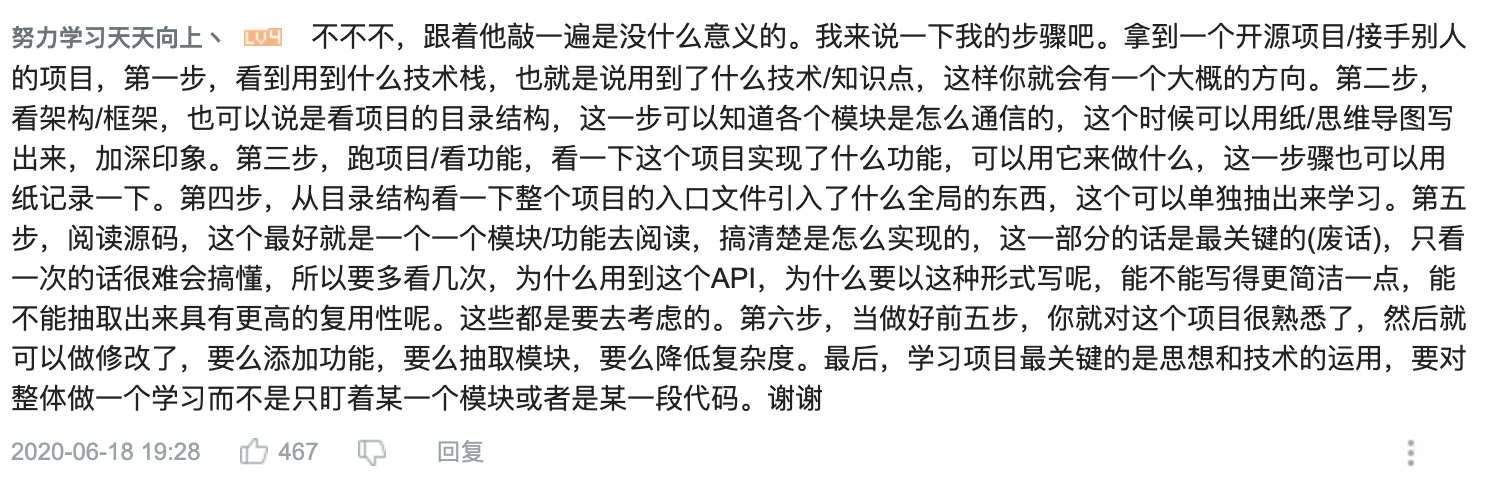 努力学习天天向上丶 LV4 不不不，跟着他敲一遍是没什么意义的。我来说一下我的步骤吧。拿到一个开源项目/接手别人
的项目，第一步，看到用到什么技术栈，也就是说用到了什么技术/知识点，这样你就会有一个大概的方向。第二步，
看架构/框架，也可以说是看项目的目录结构，这一步可以知道各个模块是怎么通信的，这个时候可以用纸/思维导图写
出来，加深印象。第三步，跑项目/看功能，看一下这个项目实现了什么功能，可以用它来做什么，这一步骤也可以用
纸记录一下。第四步，从目录结构看一下整个项目的入口文件引入了什么全局的东西，这个可以单独抽出来学习。第五
步，阅读源码，这个最好就是一个一个模块/功能去阅读，搞清楚是怎么实现的，这一部分的话是最关键的(废话)，只看
一次的话很难会搞懂，所以要多看几次，为什么用到这个API，为什么要以这种形式写呢，能不能写得更简洁一点，能
不能抽取出来具有更高的复用性呢。这些都是要去考虑的。第六步，当做好前五步，你就对这个项目很熟悉了，然后就
可以做修改了，要么添加功能，要么抽取模块，要么降低复杂度。最后，学习项目最关键的是思想和技术的运用，要对
整体做一个学习而不是只盯着某一个模块或者是某一段代码。谢谢
2020-06-18 19:28 467 回复